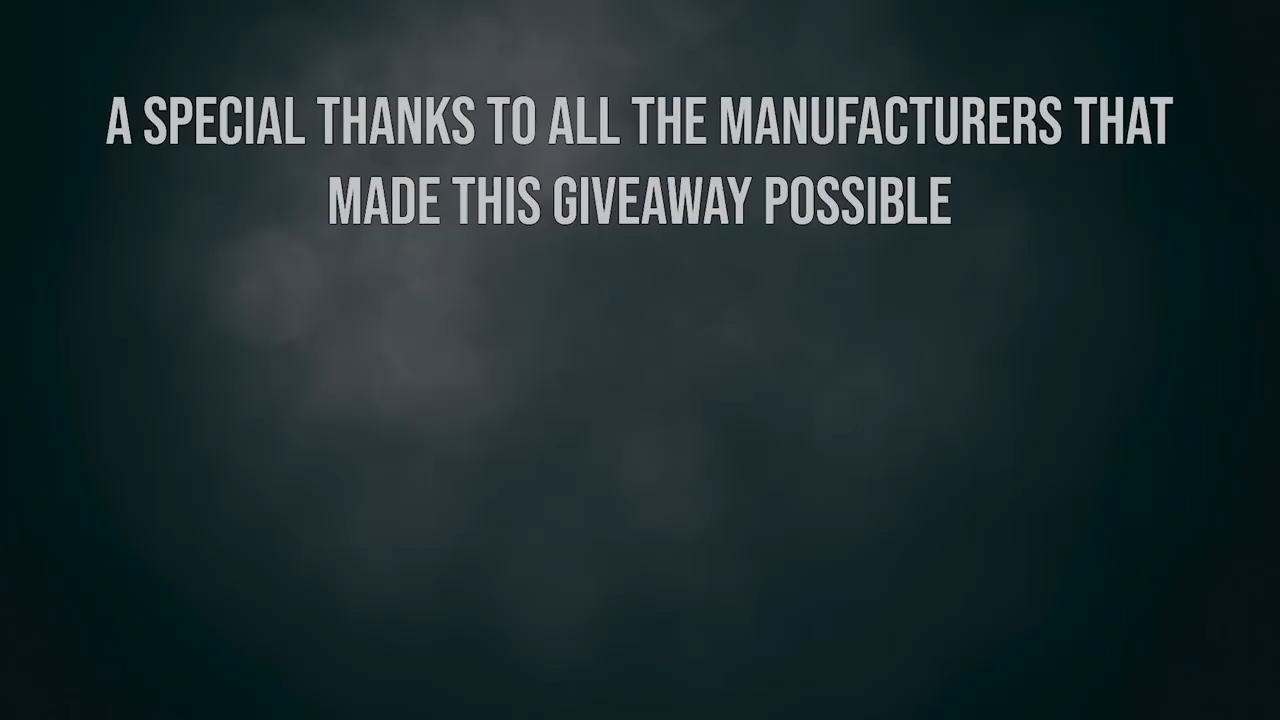 A SPECIAL THANKS TO ALL THE MANUFACTURERS THAT
MADE THIS GIVEAWAY POSSIBLE